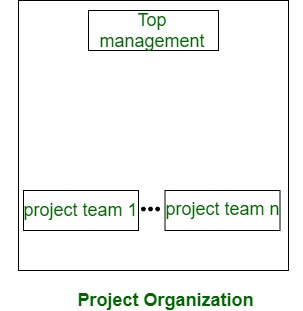 Top
management
project team 1 ••• project team n
Project Organization